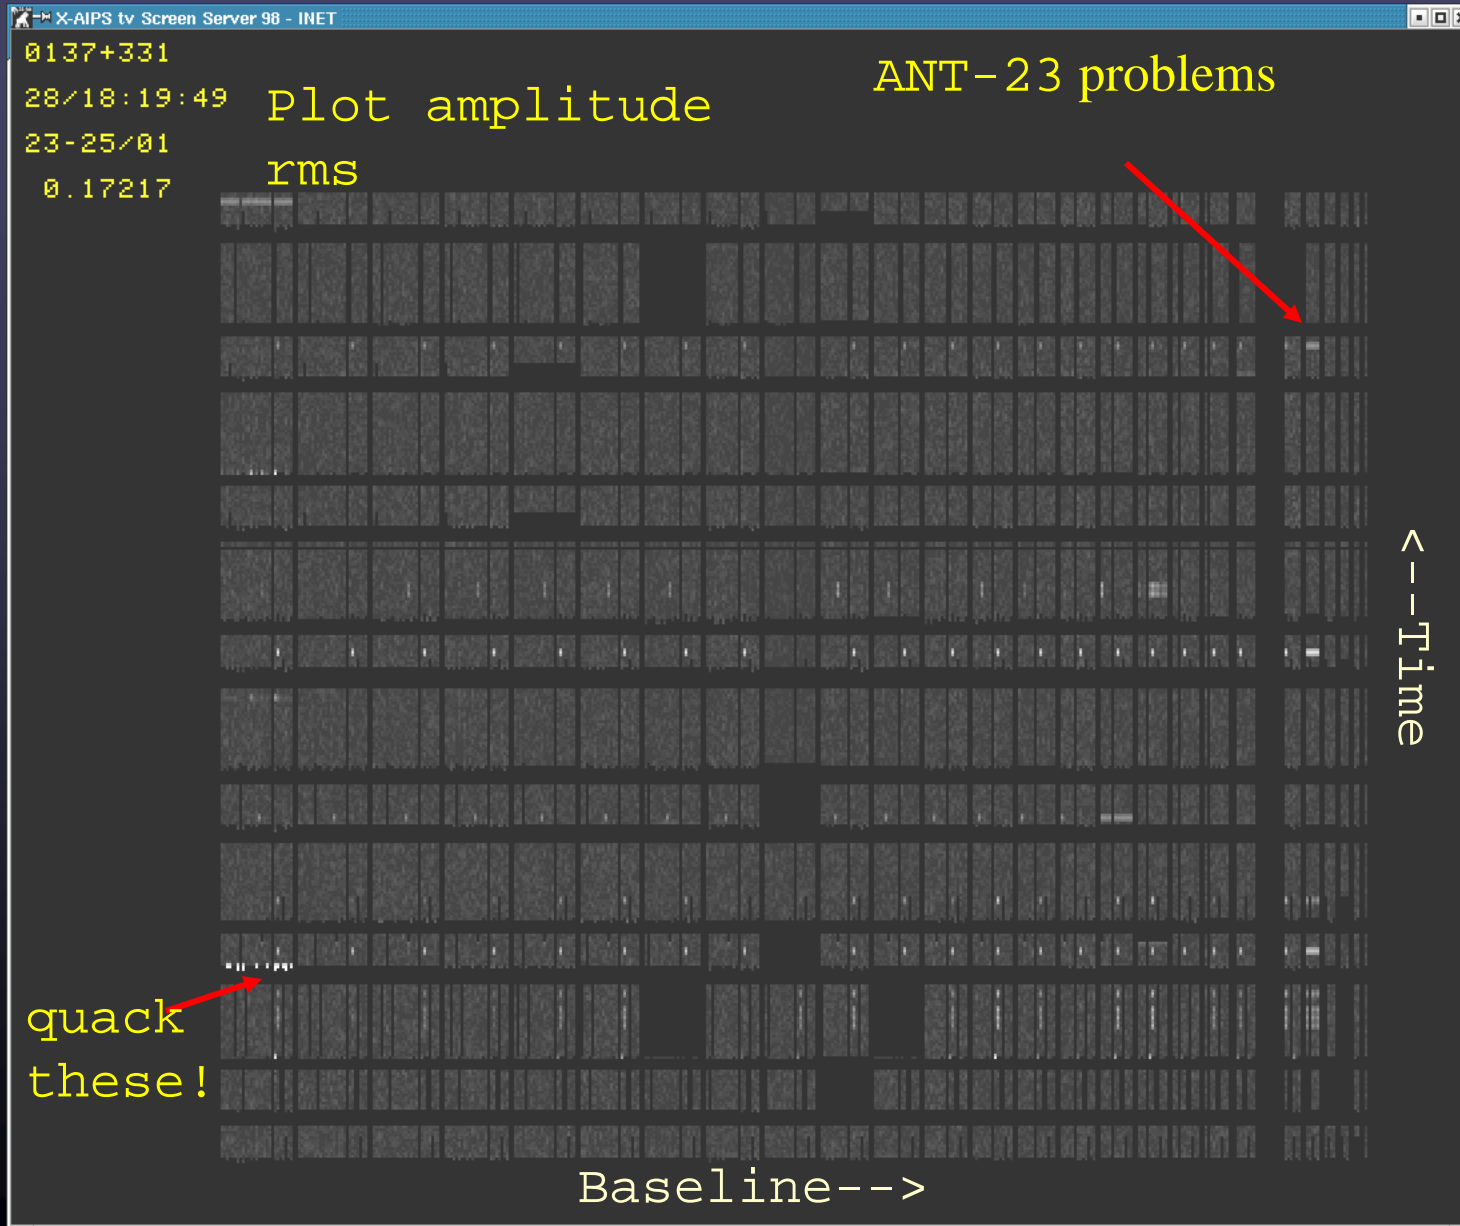 X-AIPS tv Screen Server 98 - INET
0137+331
28/18:19:49
23-25/01
0.17217
Plot amplitude
rms
ANT-23 problems
<--Time
quack
these!
Baseline-->